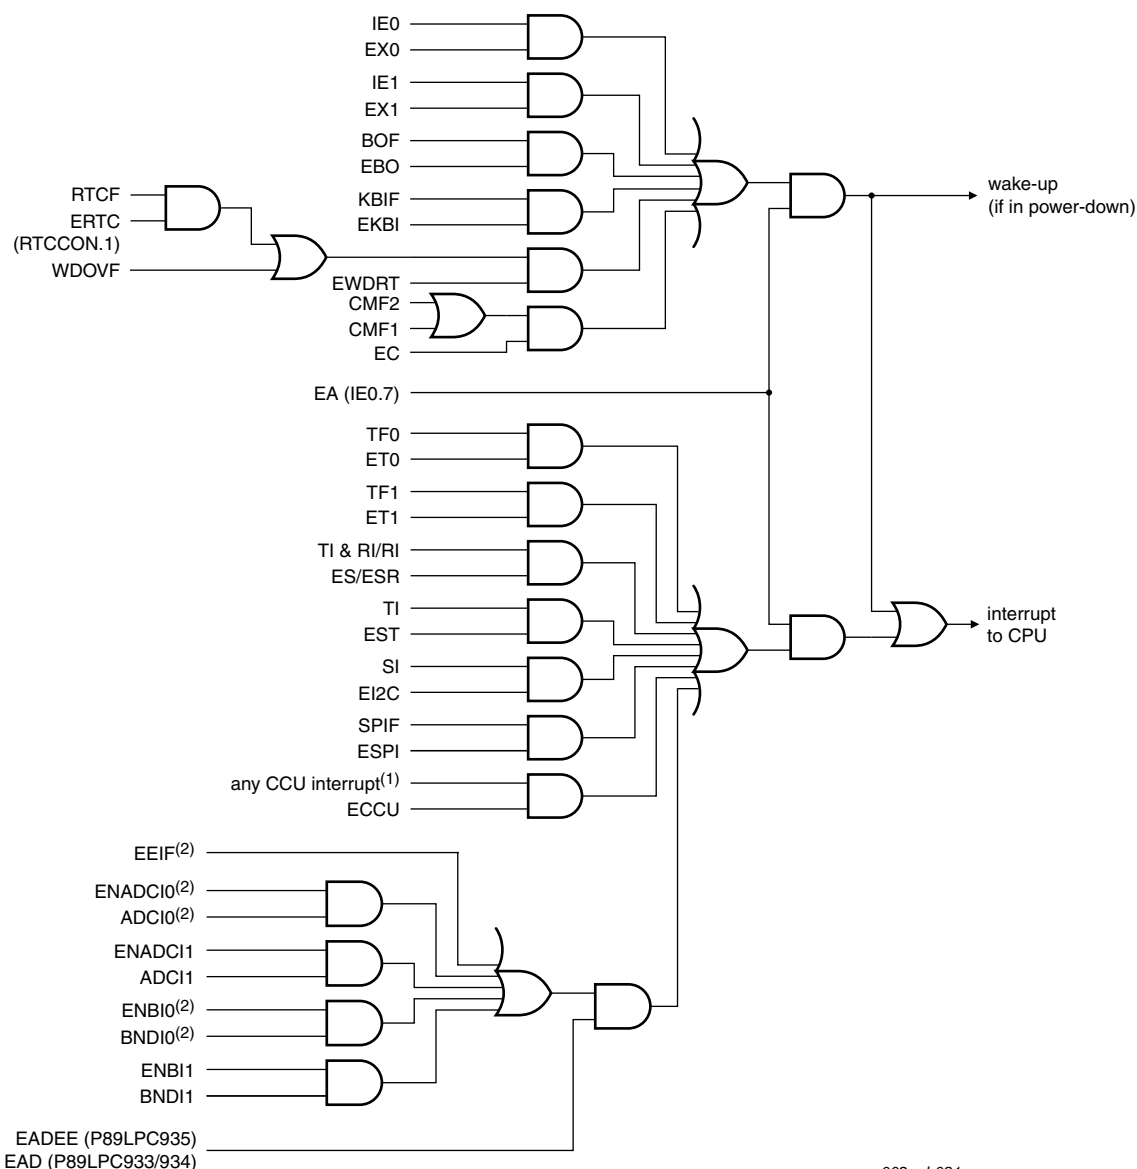 IE0
EX0
IE1
EX1
BOF
EBO
KBIF
EKBI
RTCF
ERTC
(RTCCON.1)
WDOVF
EWDRT
CMF2
CMF1
EC
wake-up
(if in power-down)
EA (IE0.7)
TF0
ET0
TF1
ET1
TI & RI/RI
ES/ESR
TI
EST
SI
EI2C
SPIF
ESPI
any CCU interrupt(1)
ECCU
interrupt
to CPU
EEIF(2)
ENADCI0(2)
ADCI0(2)
ENADCI1
ADCI1
ENBI0(2)
BNDI0(2)
ENBI1
BNDI1
EADEE (P89LPC935)
EAD (P89LPC933/934)